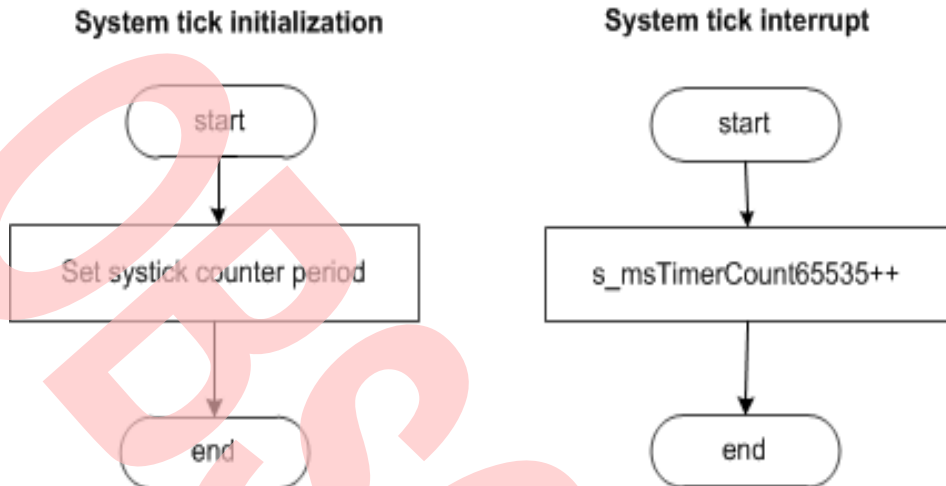 System tick initialization
start
Set systick counter period
end
System tick interrupt
start
s_msTimerCount65535++
end